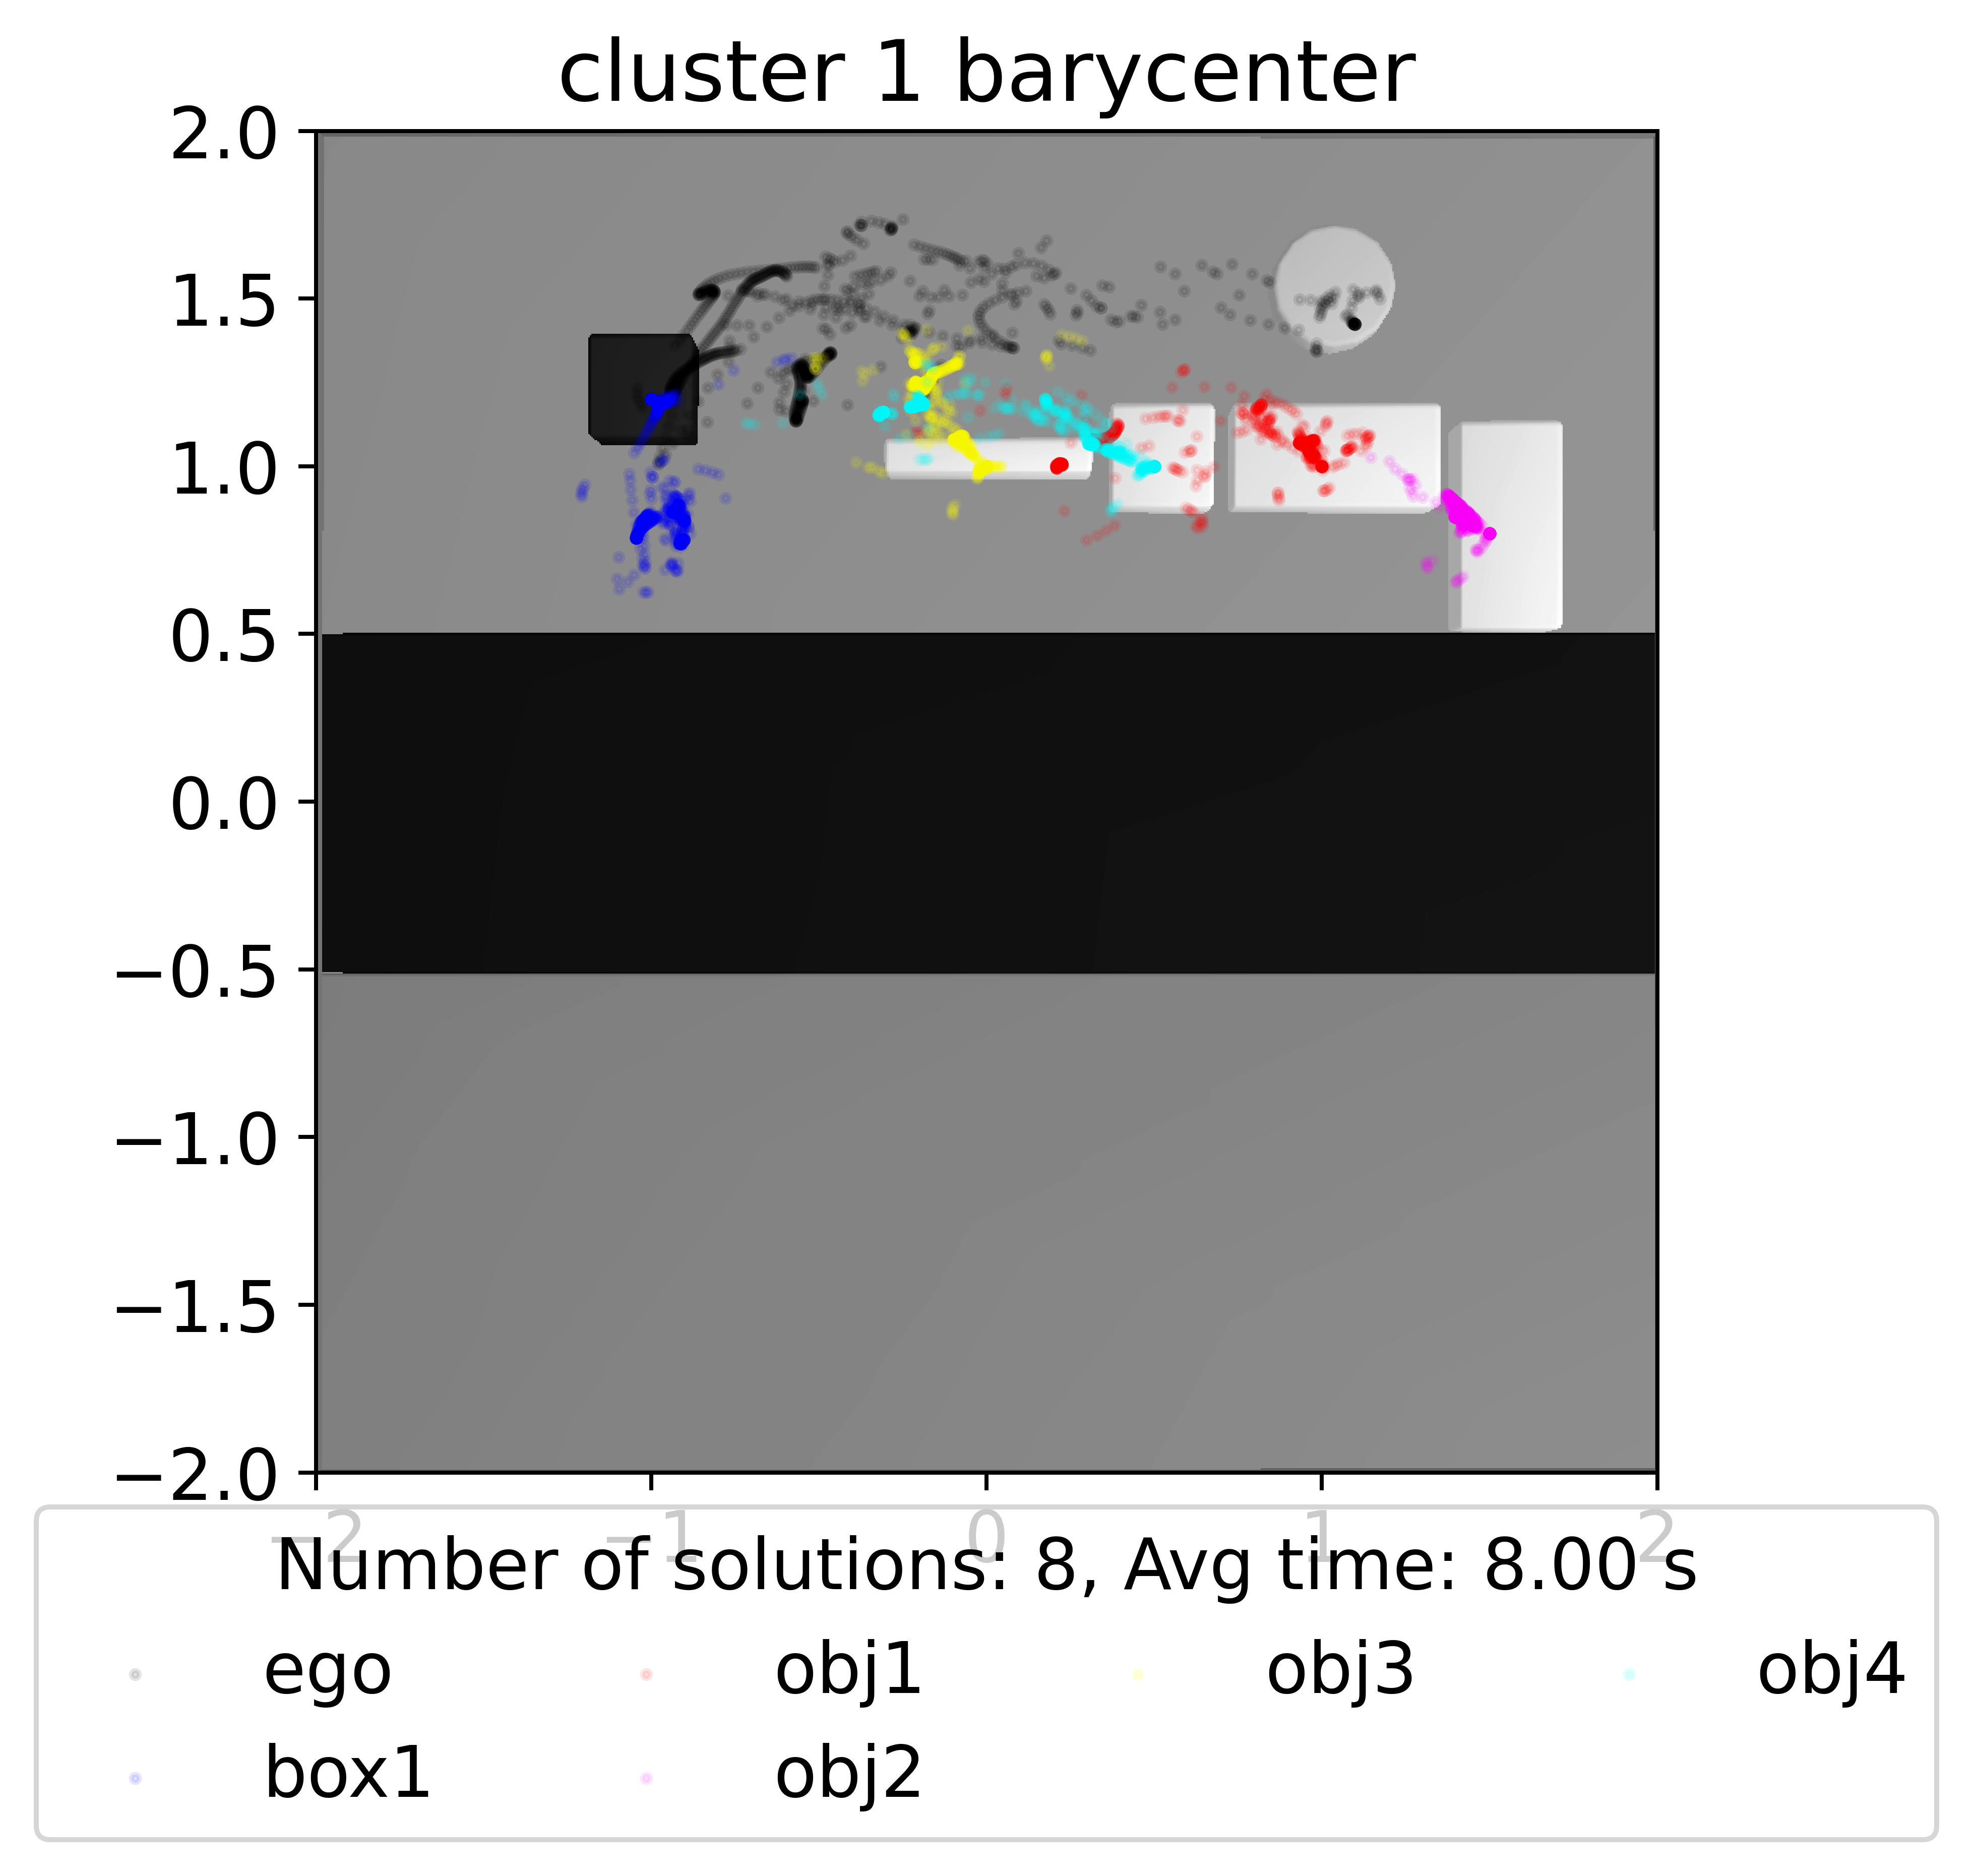 cluster 1 barycenter
2.0
1.5
1.0
0.5
0.0
−0.5
−1.0
−1.5
−2.0
−2 −1 0 1 2
Number of solutions: 8, Avg time: 8.00 s
ego obj1 obj3 obj4
box1 obj2